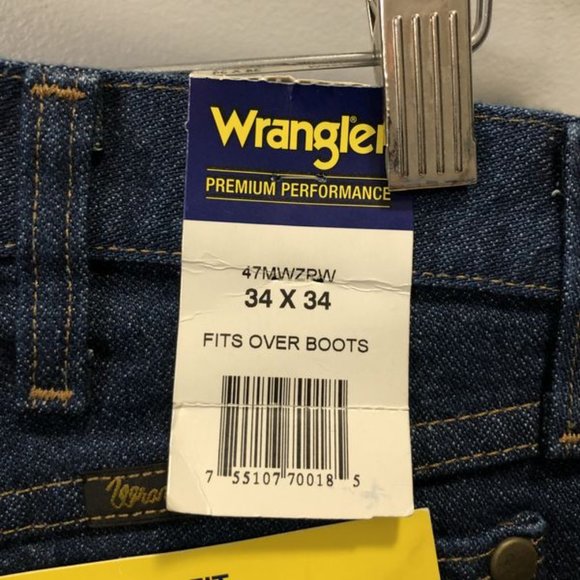 Wrangler
PREMIUM PERFORMANCE
47MWZPW
34 X 34
FITS OVER BOOTS
7 55107 70018 5